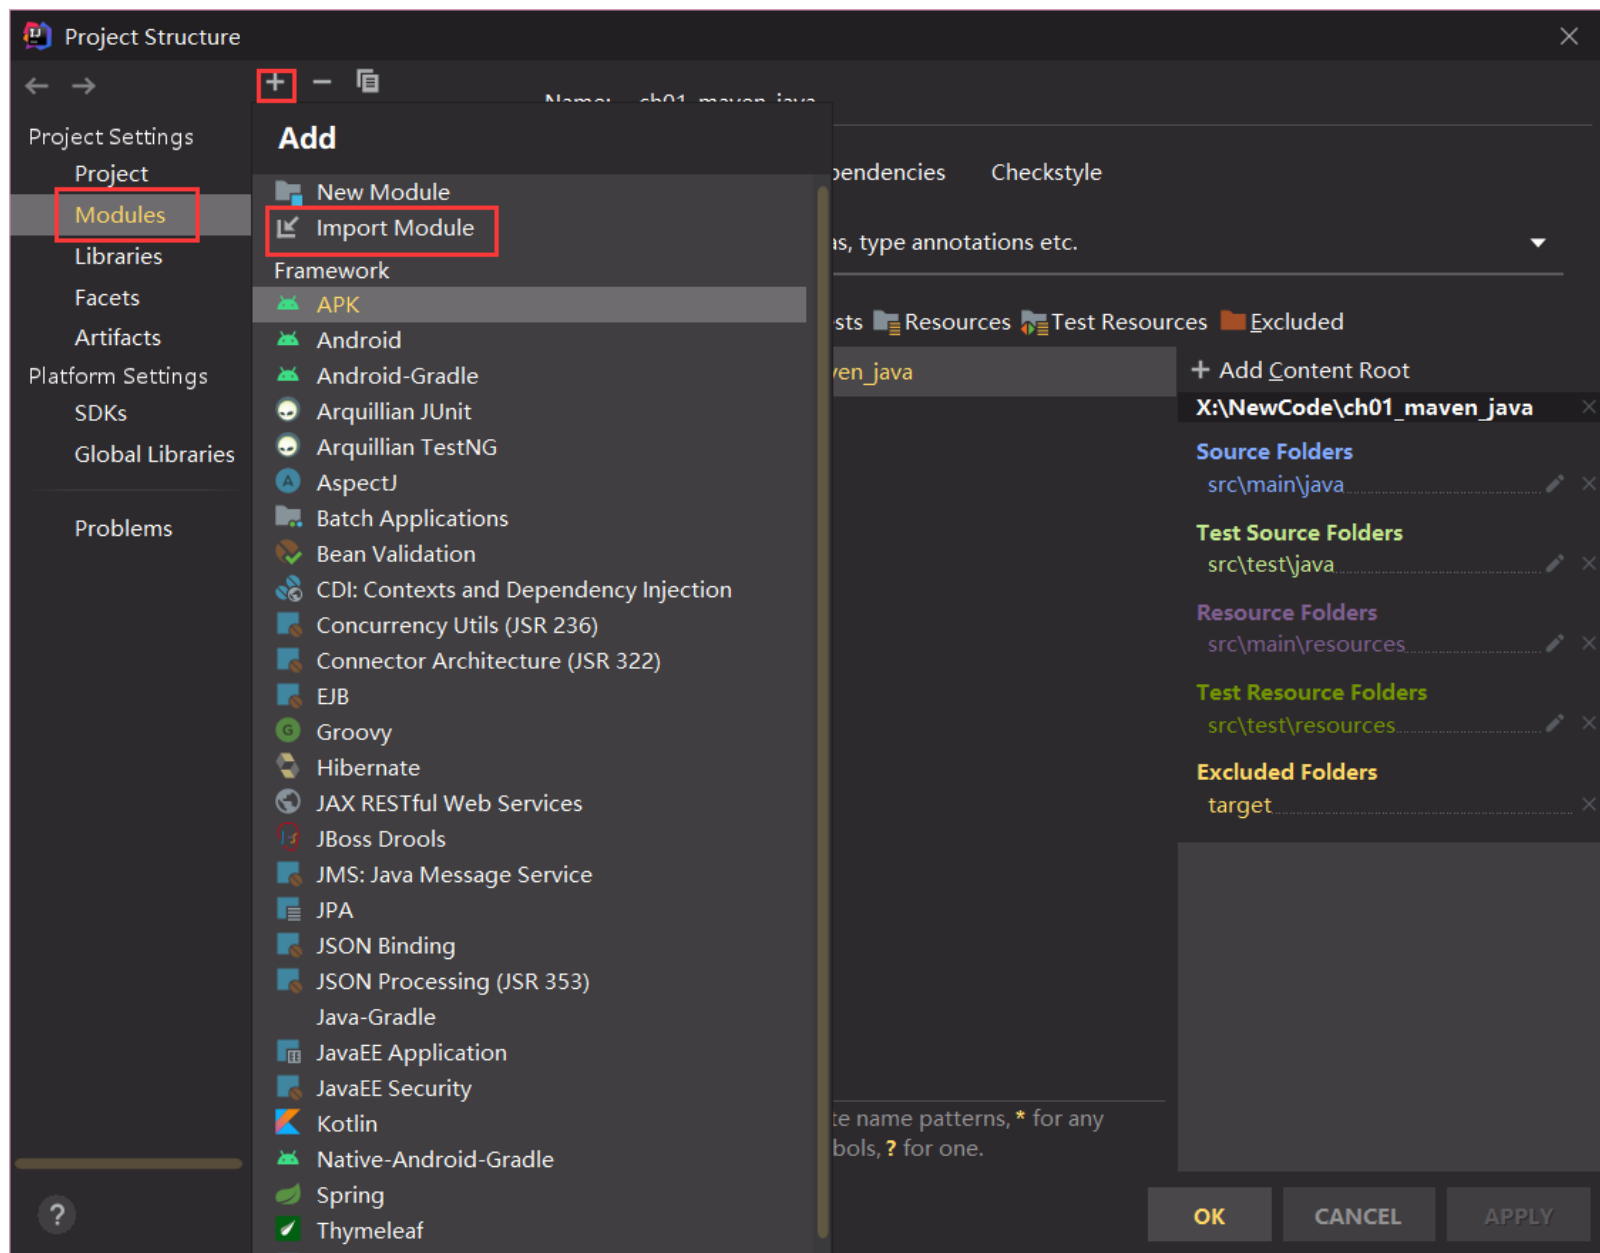 Project Structure
Name: ch01_maven_java
Project Settings
Project
Modules
Libraries
Facets
Artifacts
Platform Settings
SDKs
Global Libraries
Problems
Add
New Module
Import Module
Framework
APK
Android
Android-Gradle
Arquillian JUnit
Arquillian TestNG
AspectJ
Batch Applications
Bean Validation
CDI: Contexts and Dependency Injection
Concurrency Utils (JSR 236)
Connector Architecture (JSR 322)
EJB
Groovy
Hibernate
JAX RESTful Web Services
JBoss Drools
JMS: Java Message Service
JPA
JSON Binding
JSON Processing (JSR 353)
Java-Gradle
JavaEE Application
JavaEE Security
Kotlin
Native-Android-Gradle
Spring
Thymeleaf
pendencies Checkstyle
as, type annotations etc.
sts Resources Test Resources Excluded
ven_java
+ Add Content Root
X:\NewCode\ch01_maven_java
Source Folders
src\main\java
Test Source Folders
src\test\java
Resource Folders
src\main\resources
Test Resource Folders
src\test\resources
Excluded Folders
target
te name patterns, * for any
bols, ? for one.
?
OK CANCEL APPLY